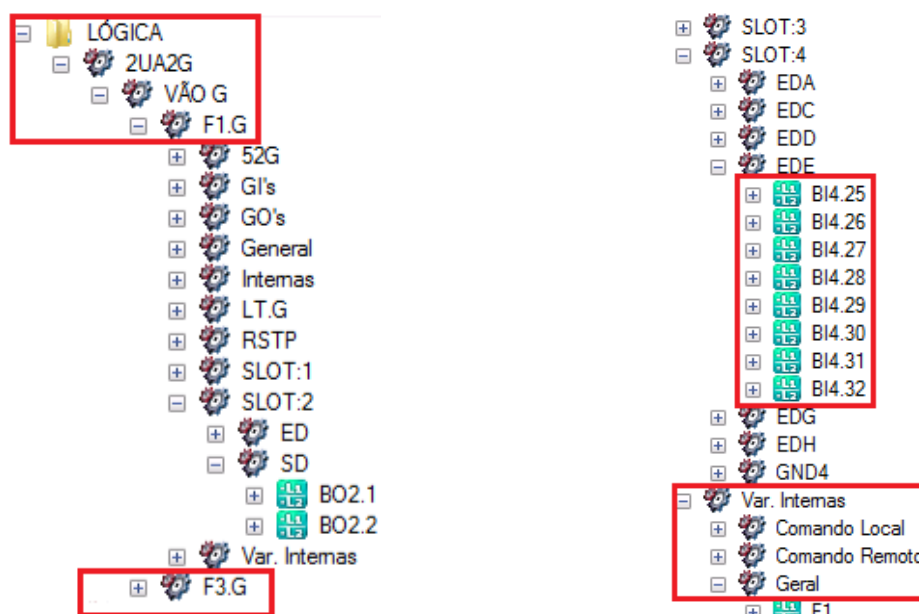 LÓGICA
2UA2G
VÃO G
F1.G
52G
GI's
GO's
General
Internas
LT.G
RSTP
SLOT:1
SLOT:2
ED
SD
BO2.1
BO2.2
Var. Internas
F3.G
SLOT:3
SLOT:4
EDA
EDC
EDD
EDE
BI4.25
BI4.26
BI4.27
BI4.28
BI4.29
BI4.30
BI4.31
BI4.32
EDG
EDH
GND4
Var. Internas
Comando Local
Comando Remoto
Geral
F1